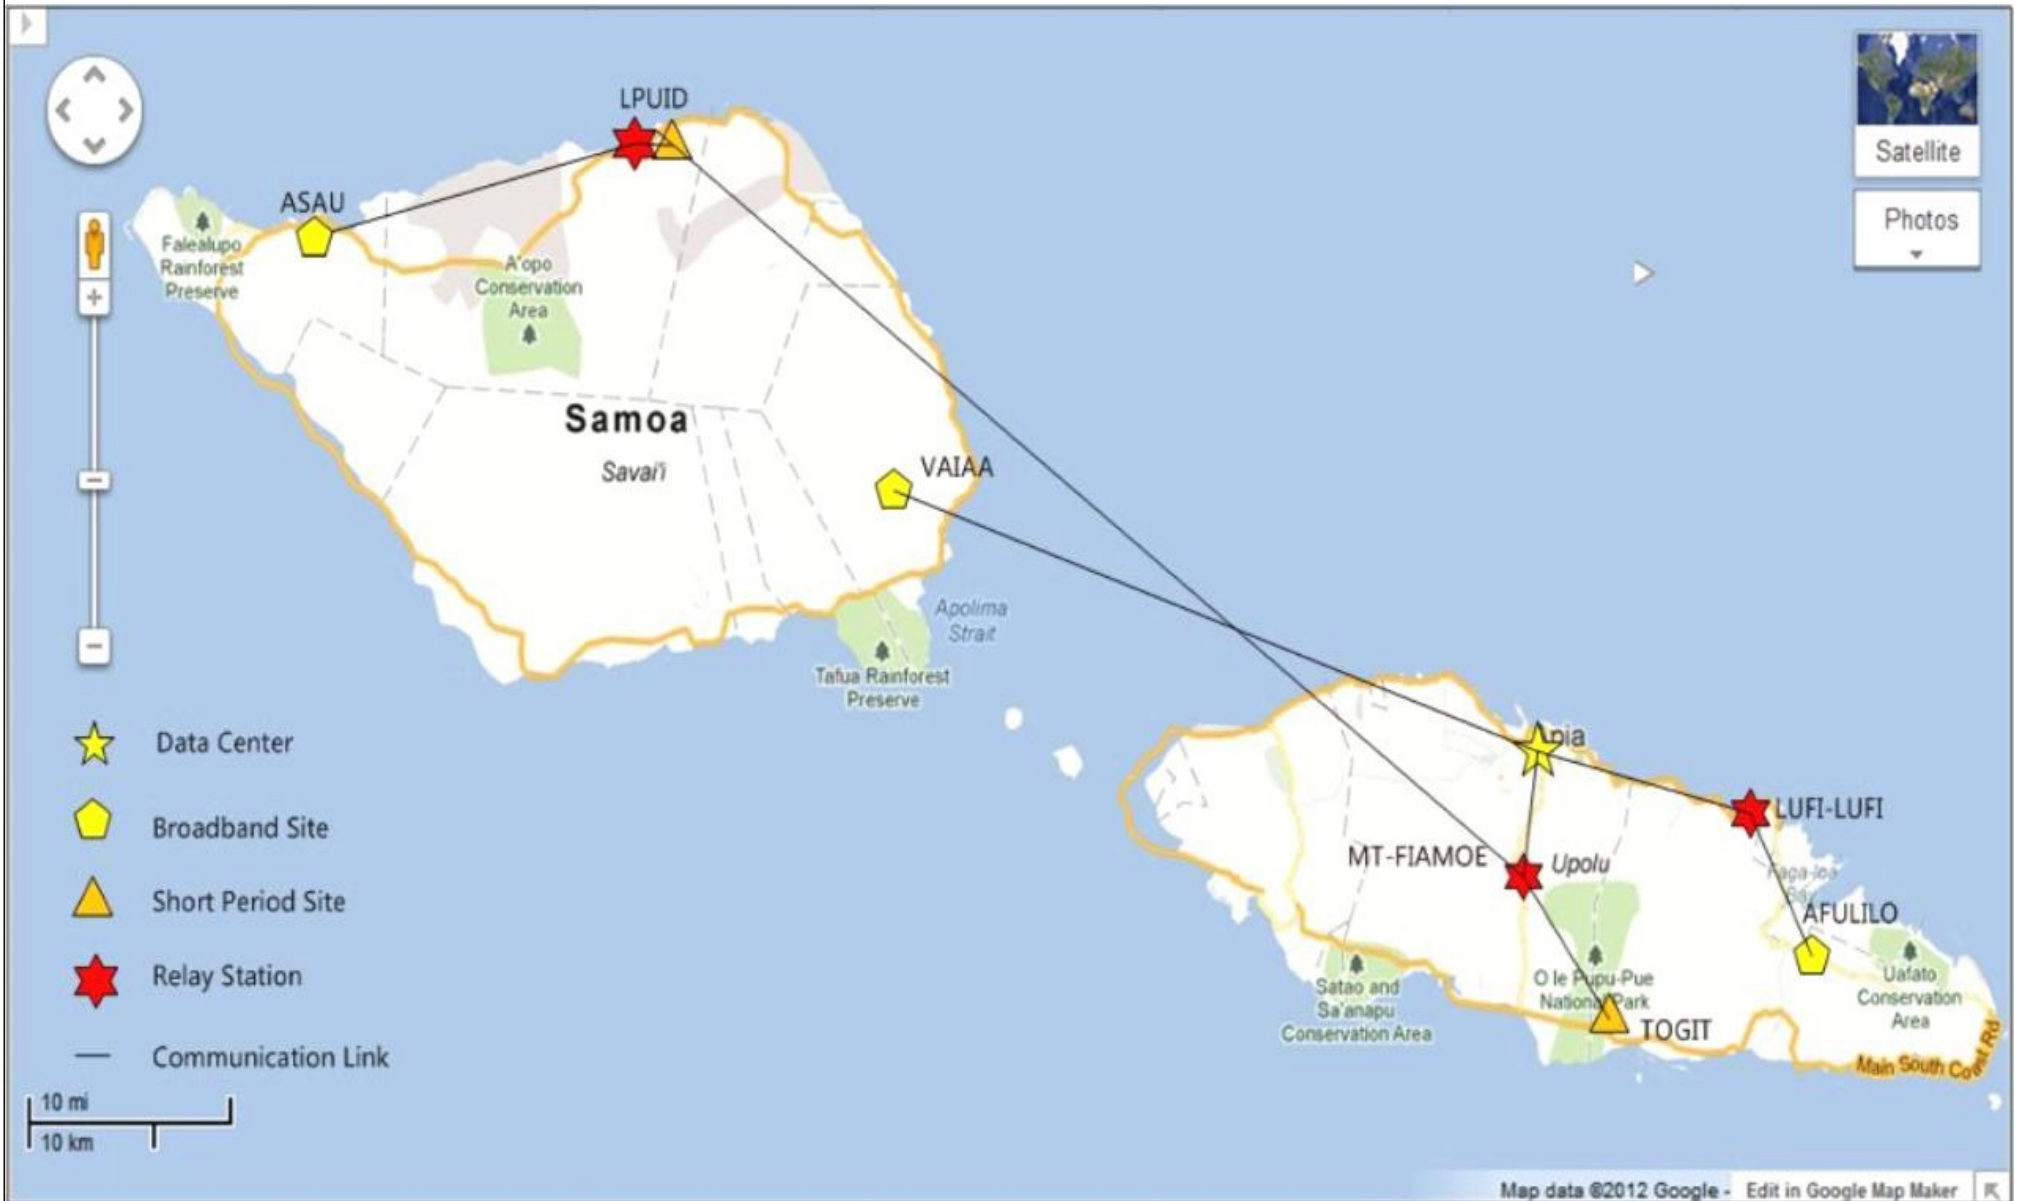 LPUID
Satellite
Photos
ASAU
Falealupo
Rainforest
Preserve
A'opo
Conservation
Area
Samoa
Savai'i
VAIAA
Apolima
Strait
Tafua Rainforest
Preserve
Data Center
Broadband Site
Short Period Site
Relay Station
Communication Link
10 mi
10 km
Apia
LUFI-LUFI
MT-FIAMOE
Upolu
Faga-loa
AFULILO
O le Pupu-Pue
National Park
TOGIT
Satao and
Sa'anapu
Conservation Area
Uafato
Conservation
Area
Main South Coast Rd
Map data ©2012 Google - Edit in Google Map Maker